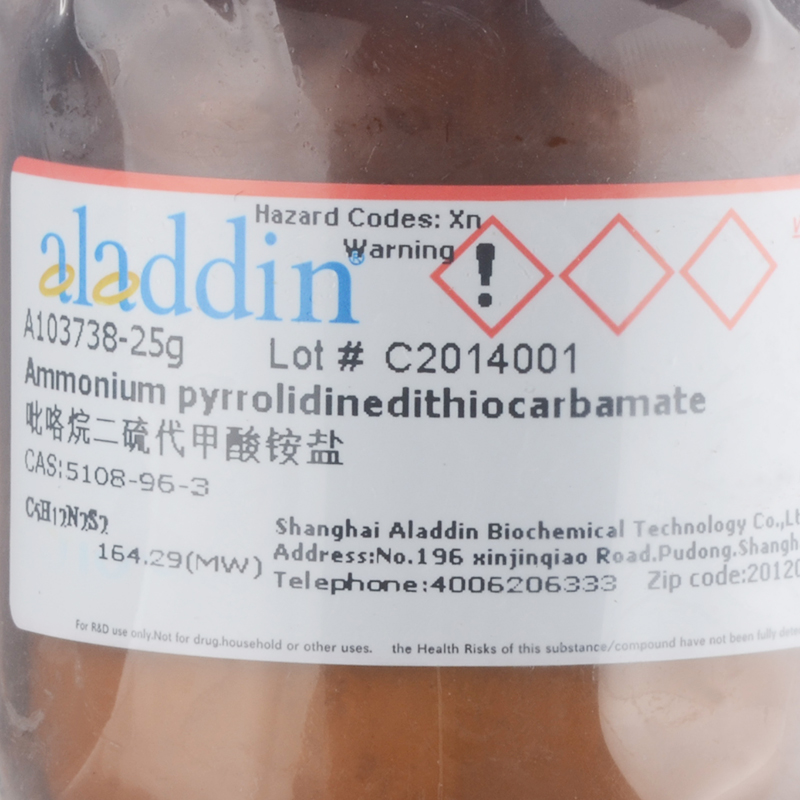 Hazard Codes: Xn
Warning
aladdin®
A103738-25g
Lot # C2014001
Ammonium pyrrolidinedithiocarbamate
吡咯烷二硫代甲酸铵盐
CAS:5108-96-3
C5H12N2S2
164.29(MW)
Shanghai Aladdin Biochemical Technology Co.,Lt
Address:No.196 xinjinqiao Road.Pudong.Shangh
Telephone:4006206333 Zip code:20120
For R&D use only.Not for drug.household or other uses. the Health Risks of this substance/compound have not been fully dete